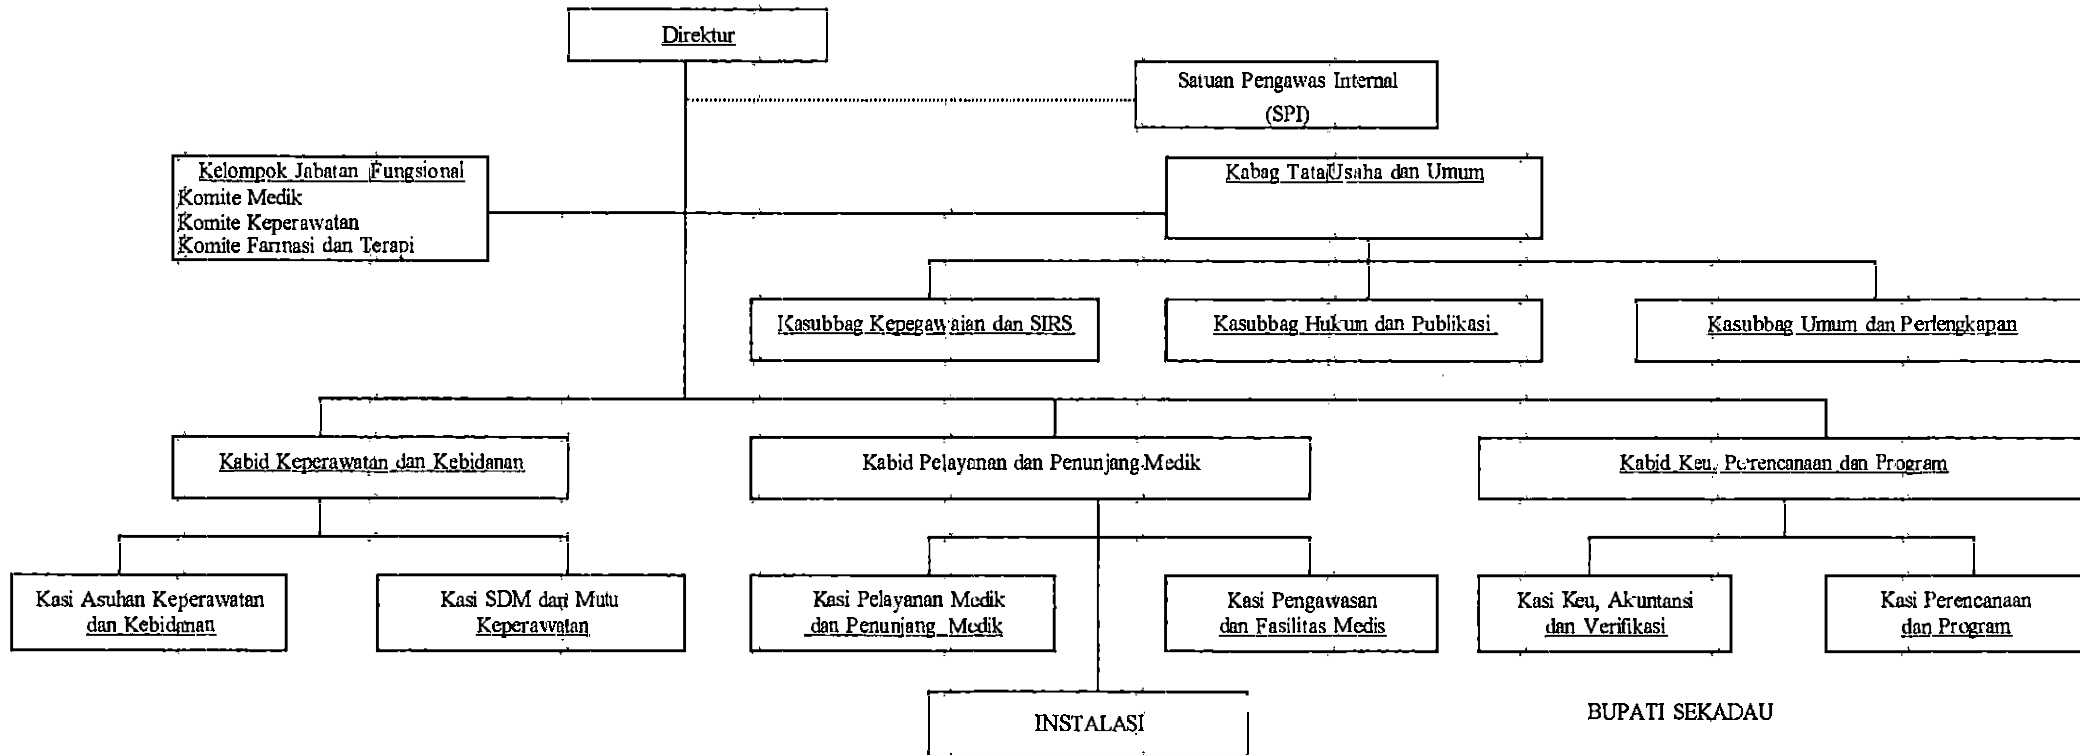 Direktur
Satuan Pengawas Internal
(SPI)
Kelompok Jabatan Fungsional
Komite Medik
Komite Keperawatan
Komite Farmasi dan Terapi
Kabag Tata Usaha dan Umum
Kasubbag Kepegawaian dan SIRS
Kasubbag Hukum dan Publikasi
Kasubbag Umum dan Perlengkapan
Kabid Keperawatan dan Kebidanan
Kabid Pelayanan dan Penunjang Medik
Kabid Keu, Perencanaan dan Program
Kasi Asuhan Keperawatan
dan Kebidanan
Kasi SDM dan Mutu
Keperawatan
Kasi Pelayanan Medik
dan Penunjang Medik
Kasi Pengawasan
dan Fasilitas Medis
Kasi Keu, Akuntansi
dan Verifikasi
Kasi Perencanaan
dan Program
INSTALASI
BUPATI SEKADAU